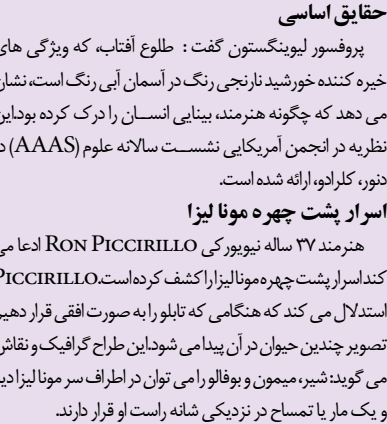 حقایق اساسی
پروفسور لیوینگستون گفت : طلوع آفتاب، که ویژگی های
خیره کننده خورشید نارنجی رنگ در آسمان آبی رنگ است، نشان
می دهد که چگونه هنرمند، بینایی انسان را درک کرده بود.این
نظریه در انجمن آمریکایی نشست سالانه علوم (AAAS) د
دنور، کلرادو، ارائه شده است.
اسرار پشت چهره مونا لیزا
هنرمند ۳۷ ساله نیویورکی RON PICCIRILLO ادعا می
کند اسرار پشت چهره مونالیزا را کشف کرده است.PICCIRILLO
استدلال می کند که هنگامی که تابلو را به صورت افقی قرار دهیم
تصویر چندین حیوان در آن پیدا می شود.این طراح گرافیک و نقاش
می گوید: شیر، میمون و بوفالو را می توان در اطراف سر مونا لیزا دید
و یک مار یا تمساح در نزدیکی شانه راست او قرار دارند.